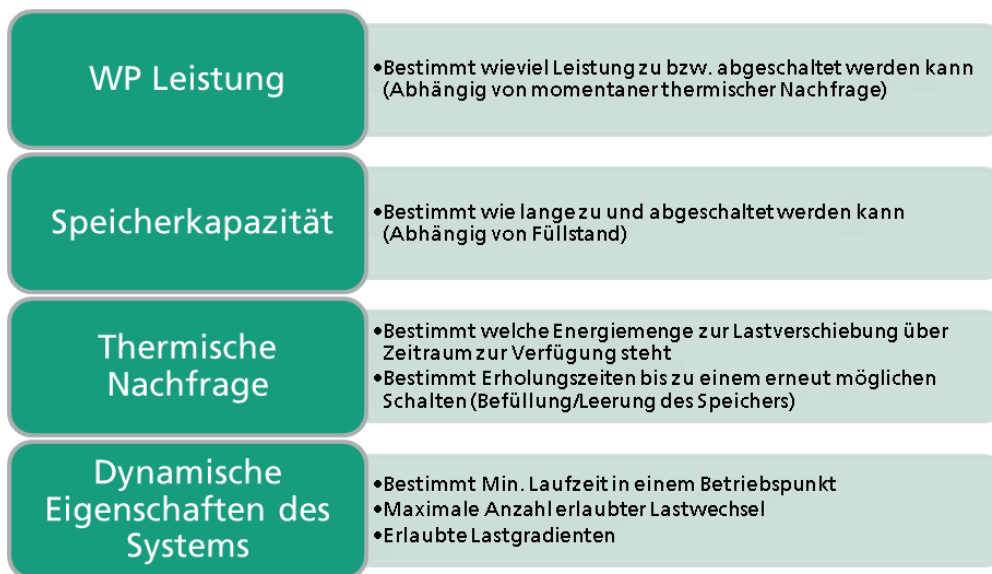 WP Leistung
•Bestimmt wieviel Leistung zu bzw. abgeschaltet werden kann
(Abhängig von momentaner thermischer Nachfrage)
Speicherkapazität
•Bestimmt wie lange zu und abgeschaltet werden kann
(Abhängig von Füllstand)
Thermische
Nachfrage
•Bestimmt welche Energiemenge zur Lastverschiebung über
Zeitraum zur Verfügung steht
•Bestimmt Erholungszeiten bis zu einem erneut möglichen
Schalten (Befüllung/Leerung des Speichers)
Dynamische
Eigenschaften des
Systems
•Bestimmt Min. Laufzeit in einem Betriebspunkt
•Maximale Anzahl erlaubter Lastwechsel
•Erlaubte Lastgradienten